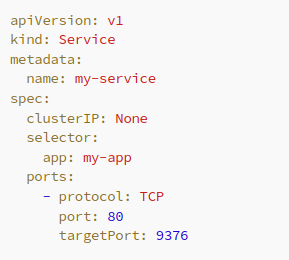 apiVersion: v1
kind: Service
metadata:
  name: my-service
spec:
  clusterIP: None
  selector:
    app: my-app
  ports:
    - protocol: TCP
      port: 80
      targetPort: 9376